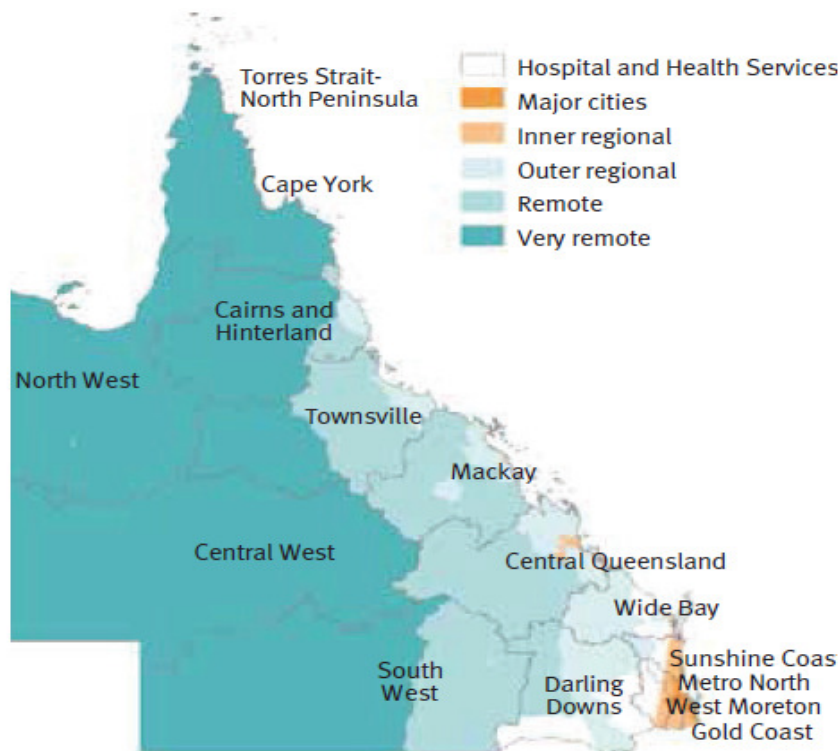 Torres Strait-
North Peninsula
Hospital and Health Services
Major cities
Inner regional
Outer regional
Remote
Very remote
Cape York
Cairns and
Hinterland
North West
Townsville
Mackay
Central West
Central Queensland
Wide Bay
South
West
Darling
Downs
Sunshine Coas
Metro North
West Moreton
Gold Coast